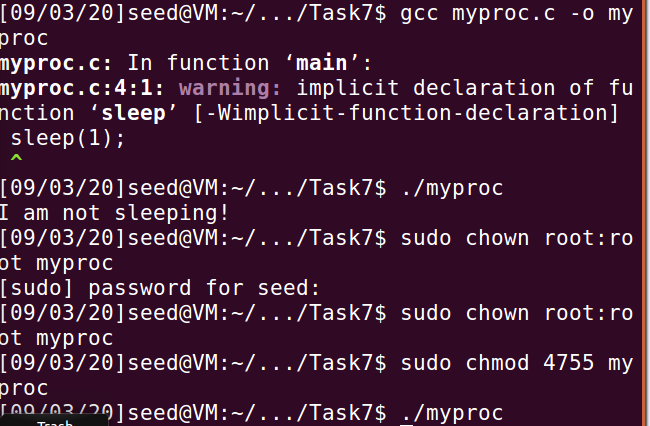 [09/03/20]seed@VM:~/.../Task7$ gcc myproc.c -o my
proc
myproc.c: In function ‘main’:
myproc.c:4:1: warning: implicit declaration of fu
nction ‘sleep’ [-Wimplicit-function-declaration]
 sleep(1);
 ^
[09/03/20]seed@VM:~/.../Task7$ ./myproc
I am not sleeping!
[09/03/20]seed@VM:~/.../Task7$ sudo chown root:ro
ot myproc
[sudo] password for seed:
[09/03/20]seed@VM:~/.../Task7$ sudo chown root:ro
ot myproc
[09/03/20]seed@VM:~/.../Task7$ sudo chmod 4755 my
proc
[09/03/20]seed@VM:~/.../Task7$ ./myproc
Trash